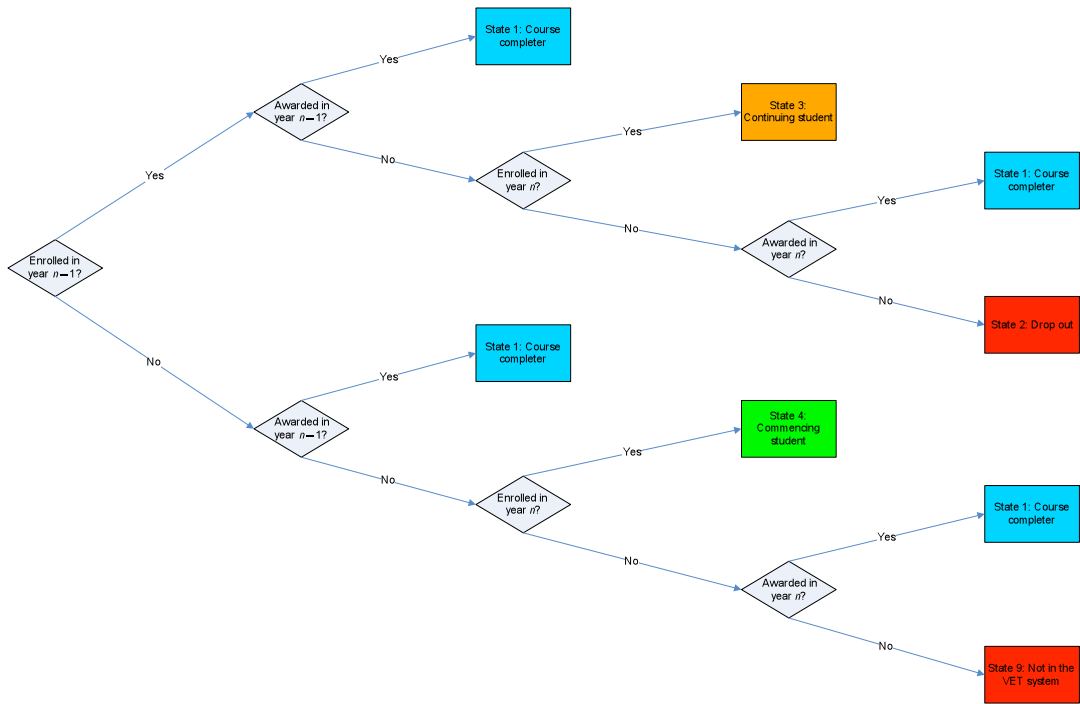 State 1: Course
completer
Yes
Awarded in
year n–1?
State 3:
Continuing student
Yes
No
Enrolled in
year n?
State 1: Course
completer
Yes
Yes
No
Awarded in
year n?
Enrolled in
year n–1?
No
State 2: Drop out
State 1: Course
completer
No
Yes
Awarded in
year n–1?
State 4:
Commencing
student
Yes
No
Enrolled in
year n?
State 1: Course
completer
Yes
No
Awarded in
year n?
No
State 9: Not in the
VET system